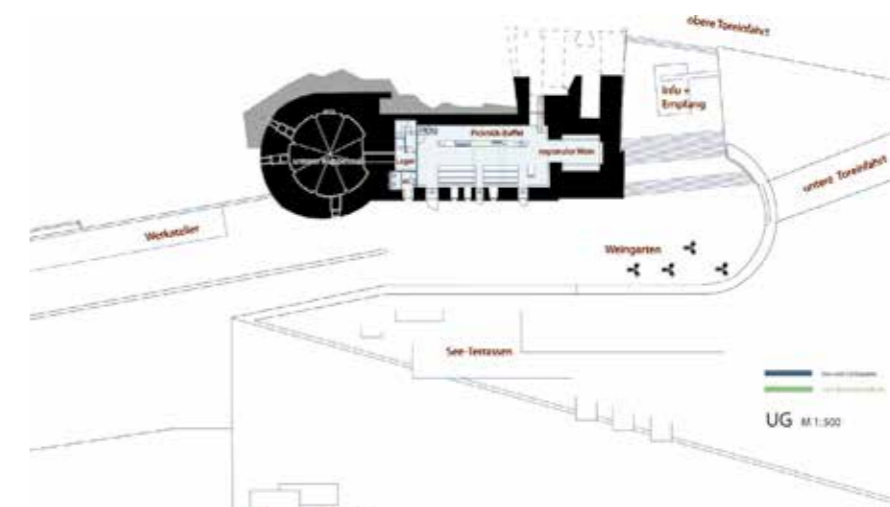 obere Toreinfahrt
Info +
Empfang
Picknick-Buffet
Lager
regionaler Wein
untere Toreinfahrt
Werkatelier
Weingarten
See-Terrassen
UG M 1:500